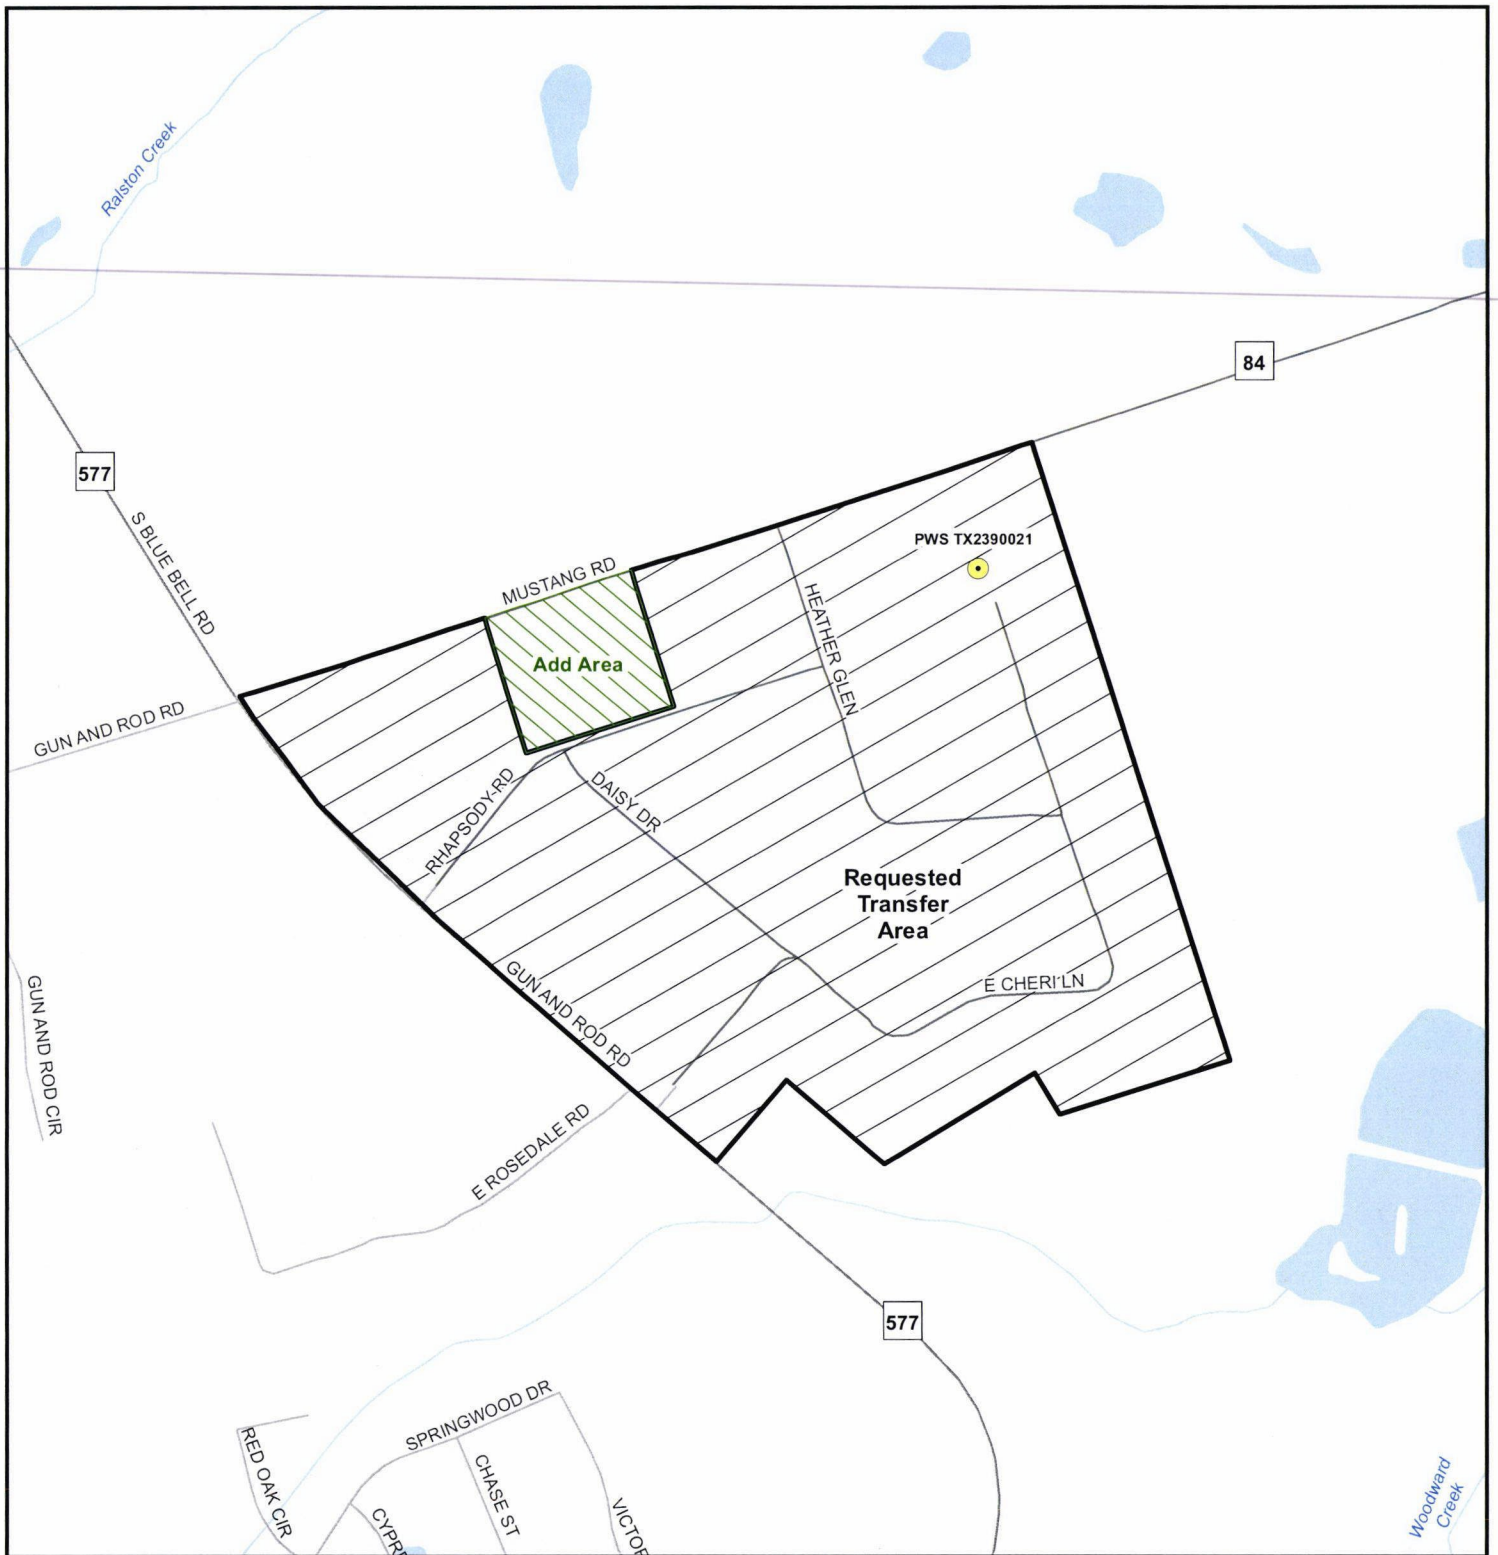 Ralston Creek
84
577
S BLUE BELL RD
PWS TX2390021
MUSTANG RD
HEATHER GLEN
Add Area
GUN AND ROD RD
RHAPSODY RD
DAISY DR
Requested
Transfer
Area
GUN AND ROD RD
E CHERI LN
GUN AND ROD CIR
E ROSEDALE RD
577
SPRINGWOOD DR
RED OAK CIR
CHASE ST
CYPR
VICTOR
Woodward
Creek